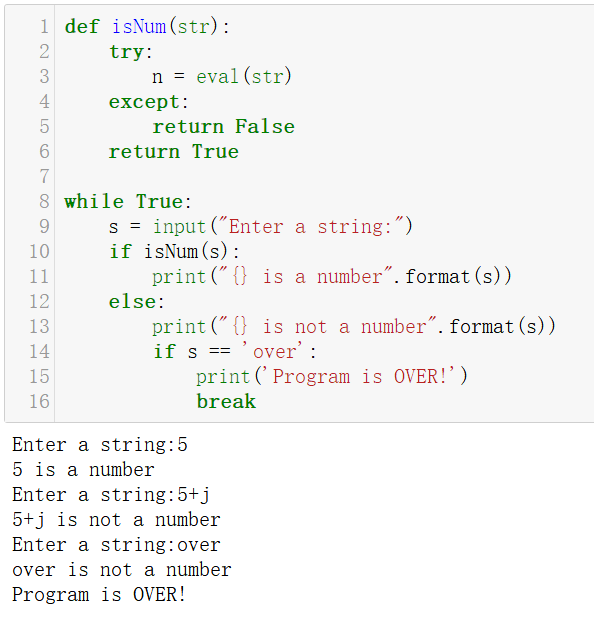 1 def isNum(str):
2     try:
3         n = eval(str)
4     except:
5         return False
6     return True
7
8 while True:
9     s = input("Enter a string:")
10     if isNum(s):
11         print("{} is a number".format(s))
12     else:
13         print("{} is not a number".format(s))
14         if s == 'over':
15             print('Program is OVER!')
16             break
Enter a string:5
5 is a number
Enter a string:5+j
5+j is not a number
Enter a string:over
over is not a number
Program is OVER!